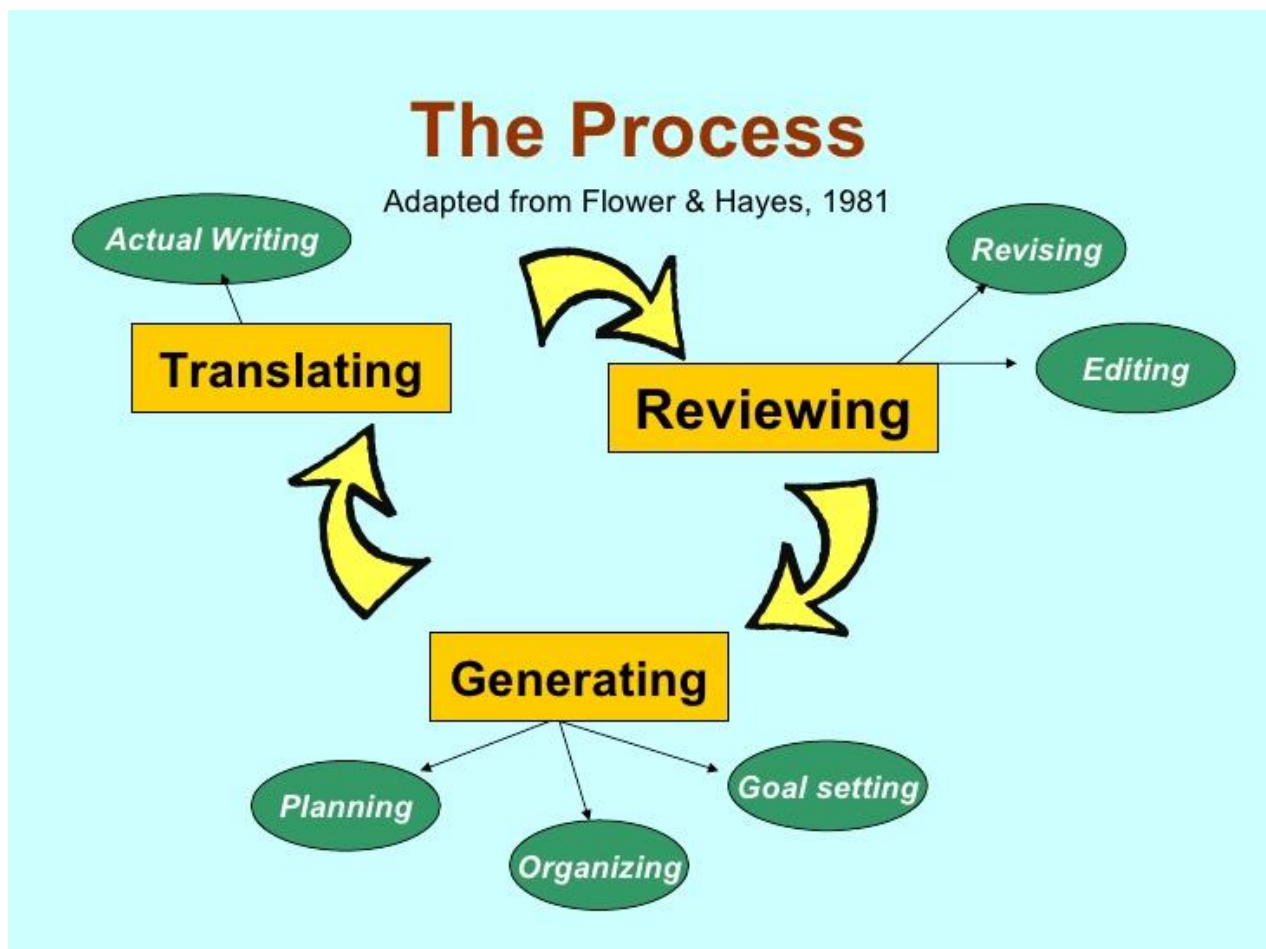 The Process
Adapted from Flower & Hayes, 1981
Actual Writing
Revising
Translating
Editing
Reviewing
Generating
Planning
Goal setting
Organizing